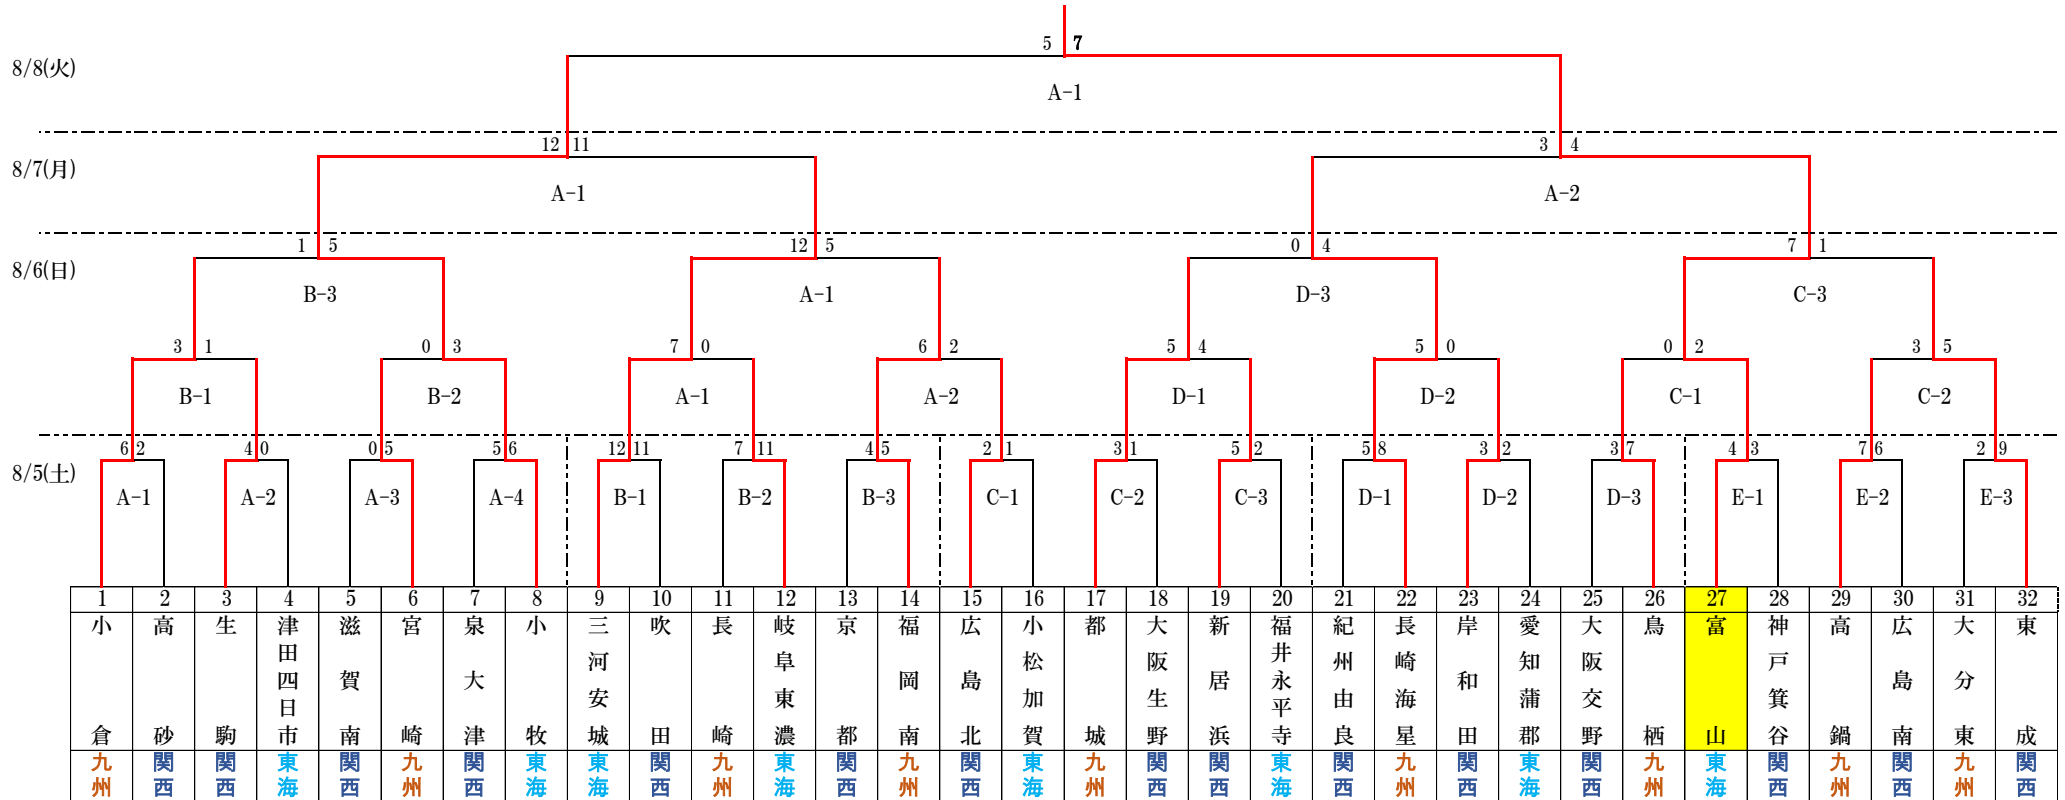 5 7
8/8(火)
A-1
12 11 3 4
8/7(月)
A-1 A-2
1 5 12 5 0 4 7 1
8/6(日)
B-3 A-1 D-3 C-3
3 1 0 3 7 0 6 2 5 4 5 0 0 2 3 5
B-1 B-2 A-1 A-2 D-1 D-2 C-1 C-2
6 2 4 0 0 5 5 6 12 11 7 11 4 5 2 1 3 1 5 2 5 8 3 2 3 7 4 3 7 6 2 9
8/5(土)
A-1 A-2 A-3 A-4 B-1 B-2 B-3 C-1 C-2 C-3 D-1 D-2 D-3 E-1 E-2 E-3
1 2 3 4 5 6 7 8 9 10 11 12 13 14 15 16 17 18 19 20 21 22 23 24 25 26 27 28 29 30 31 32
小倉
高砂
生駒
津田四日市
滋賀南
宮崎
泉大津
小牧
三河安城
吹田
長崎
岐阜東濃
京都
福岡南
広島北
小松加賀
都城
大阪生野
新居浜
福井永平寺
紀州由良
長崎海星
岸和田
愛知蒲郡
大阪交野
鳥栖
富山
神戸箕谷
高鍋
広島南
大分東
東成
九州 関西 関西 東海 関西 九州 関西 東海 東海 関西 九州 東海 関西 九州 関西 東海 九州 関西 関西 東海 関西 九州 関西 東海 関西 九州 東海 関西 九州 関西 九州 関西